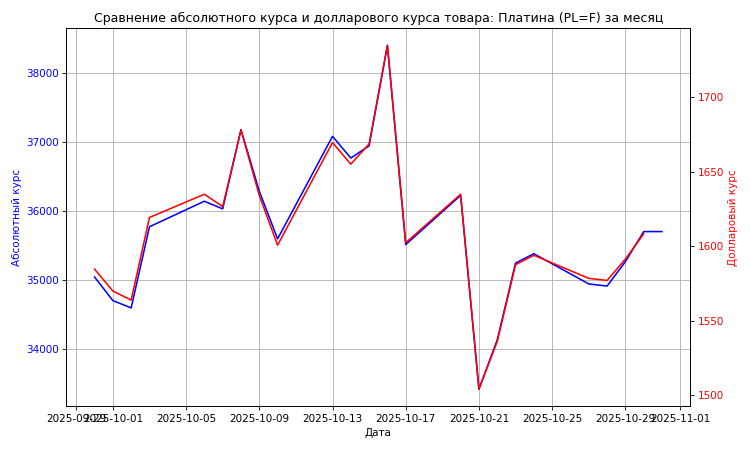 Сравнение абсолютного курса и долларового курса товара: Платина (PL=F) за месяц
Абсолютный курс
38000
37000
36000
35000
34000
1700
1650
1600
1550
1500
Долларовый курс
2025-09-29 2025-10-01 2025-10-05 2025-10-09 2025-10-13 2025-10-17 2025-10-21 2025-10-25 2025-10-29 2025-11-01
Дата